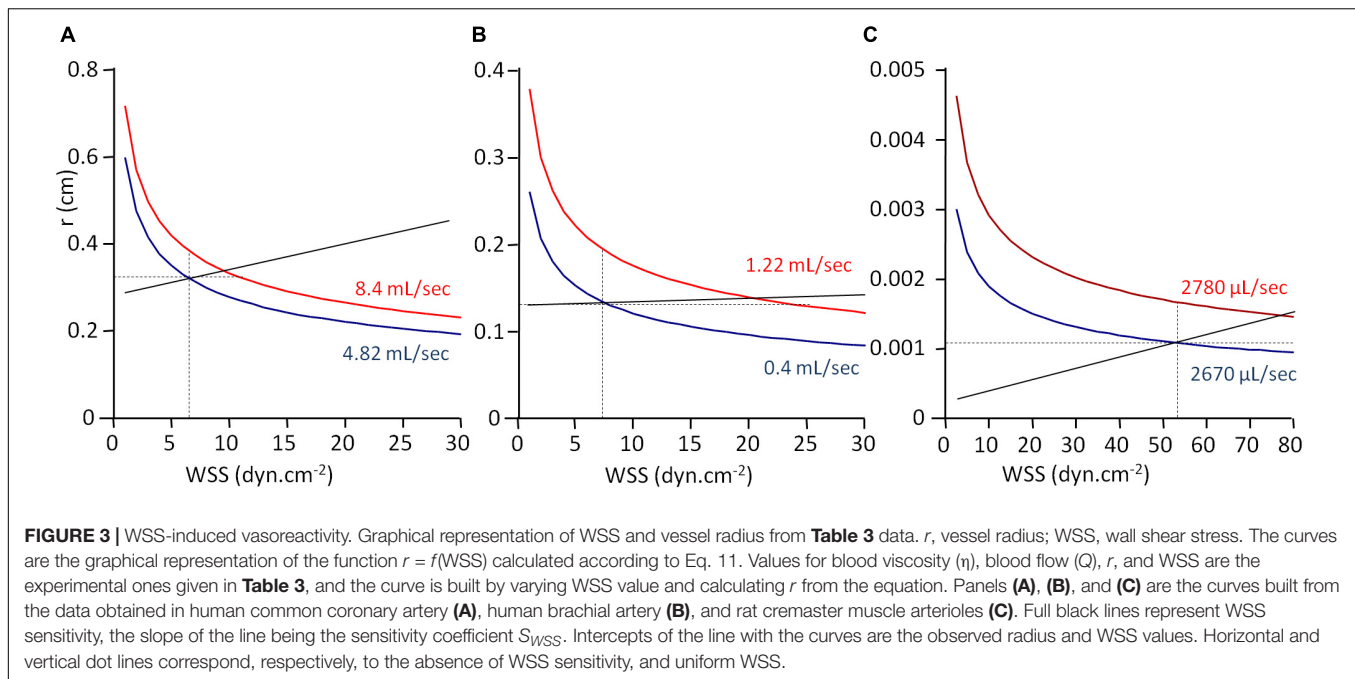 A
0.8
0.6
0.4
0.2
0
r (cm)
0 5 10 15 20 25 30
WSS (dyn.cm-2)
8.4 mL/sec
4.82 mL/sec
B
0.4
0.3
0.2
0.1
0
0 5 10 15 20 25 30
WSS (dyn.cm-2)
1.22 mL/sec
0.4 mL/sec
C
0.005
0.004
0.003
0.002
0.001
0
0 10 20 30 40 50 60 70 80
WSS (dyn.cm-2)
2780 µL/sec
2670 µL/sec
FIGURE 3 | WSS-induced vasoreactivity. Graphical representation of WSS and vessel radius from Table 3 data. r, vessel radius; WSS, wall shear stress. The curves
are the graphical representation of the function r = f(WSS) calculated according to Eq. 11. Values for blood viscosity (η), blood flow (Q), r, and WSS are the
experimental ones given in Table 3, and the curve is built by varying WSS value and calculating r from the equation. Panels (A), (B), and (C) are the curves built from
the data obtained in human common coronary artery (A), human brachial artery (B), and rat cremaster muscle arterioles (C). Full black lines represent WSS
sensitivity, the slope of the line being the sensitivity coefficient SWSS. Intercepts of the line with the curves are the observed radius and WSS values. Horizontal and
vertical dot lines correspond, respectively, to the absence of WSS sensitivity, and uniform WSS.